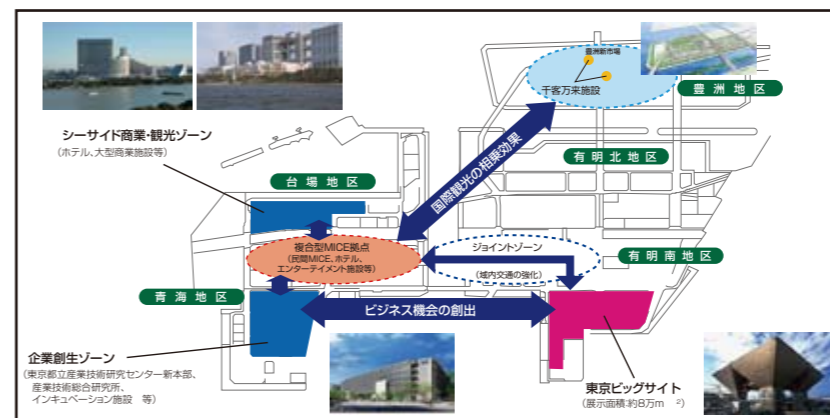 豊洲新市場
千客万来施設
豊洲地区
シーサイド商業・観光ゾーン
(ホテル、大型商業施設等)
国際観光の相乗効果
有明北地区
台場地区
複合型MICE拠点
(民間MICE、ホテル、
エンターテイメント施設等)
ジョイントゾーン
(域内交通の強化)
有明南地区
青海地区
ビジネス機会の創出
企業創生ゾーン
(東京都立産業技術研究センター新本部、
産業技術総合研究所、
インキュベーション施設 等)
東京ビッグサイト
(展示面積:約8万m ²)